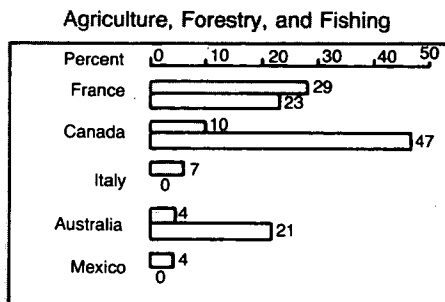 Agriculture, Forestry, and Fishing
Percent 0 10 20 30 40 50
France 29
23
Canada 10
47
Italy 7
0
Australia 4
21
Mexico 4
0